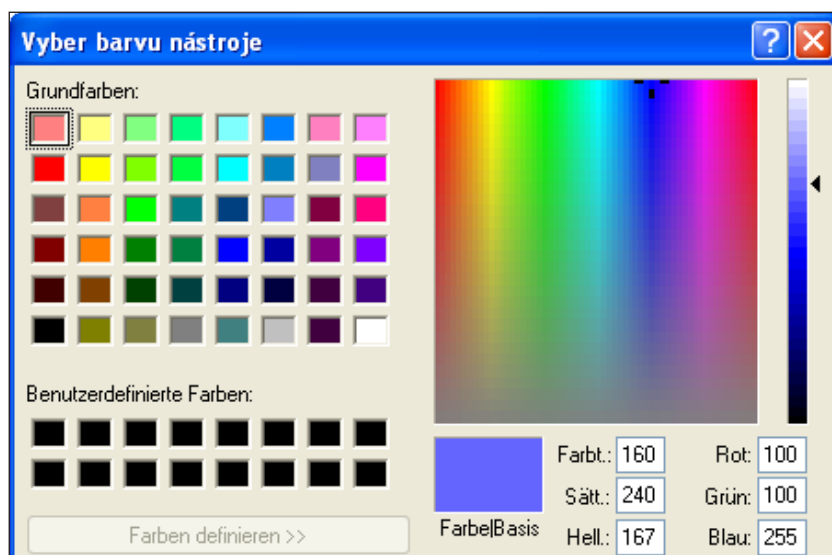 Vyber barvu nástroje
Grundfarben:
Benutzerdefinierte Farben:
Farben definieren >>
Farbe|Basis
Farbt.: 160
Sätt.: 240
Hell.: 167
Rot: 100
Grün: 100
Blau: 255